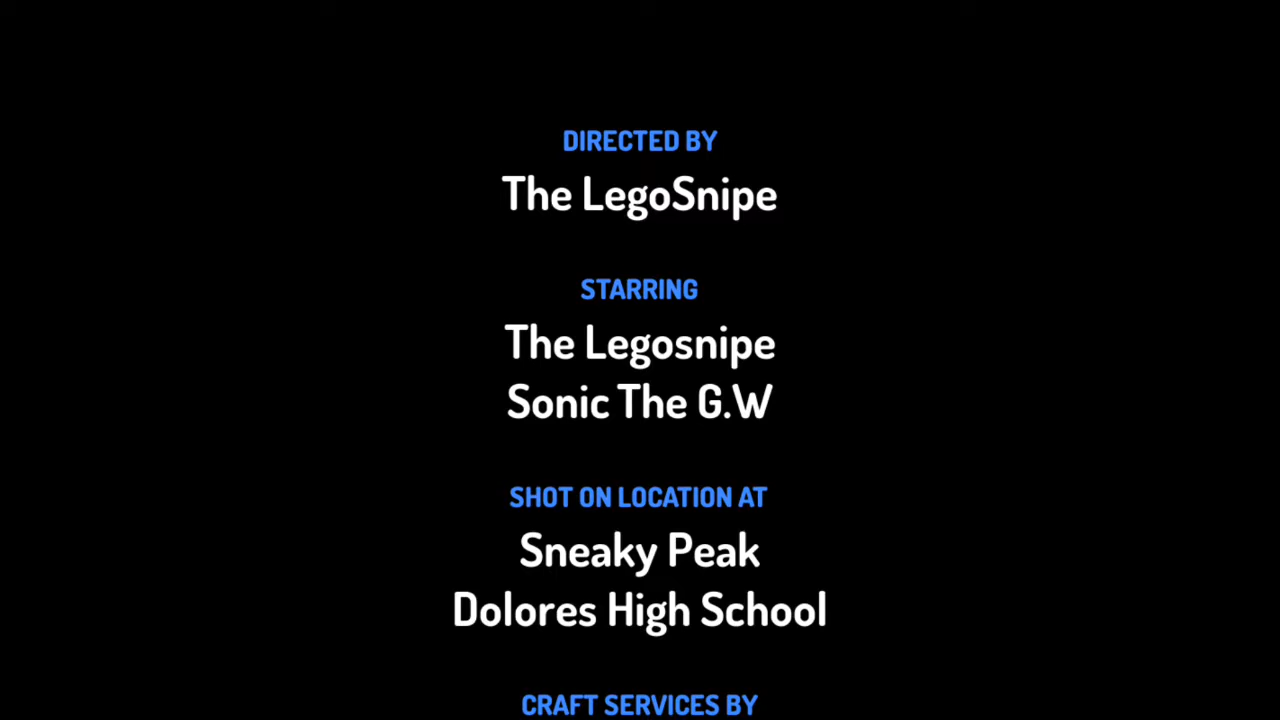 DIRECTED BY
The LegoSnipe
STARRING
The Legosnipe
Sonic The G.W
SHOT ON LOCATION AT
Sneaky Peak
Dolores High School
CRAFT SERVICES BY